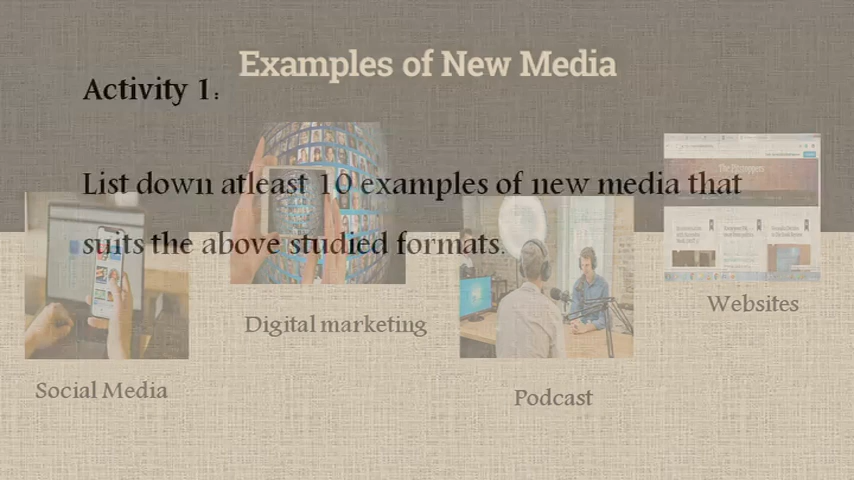 Examples of New Media
Activity 1:
List down atleast 10 examples of new media that
suits the above studied formats.
Websites
Digital marketing
Social Media
Podcast